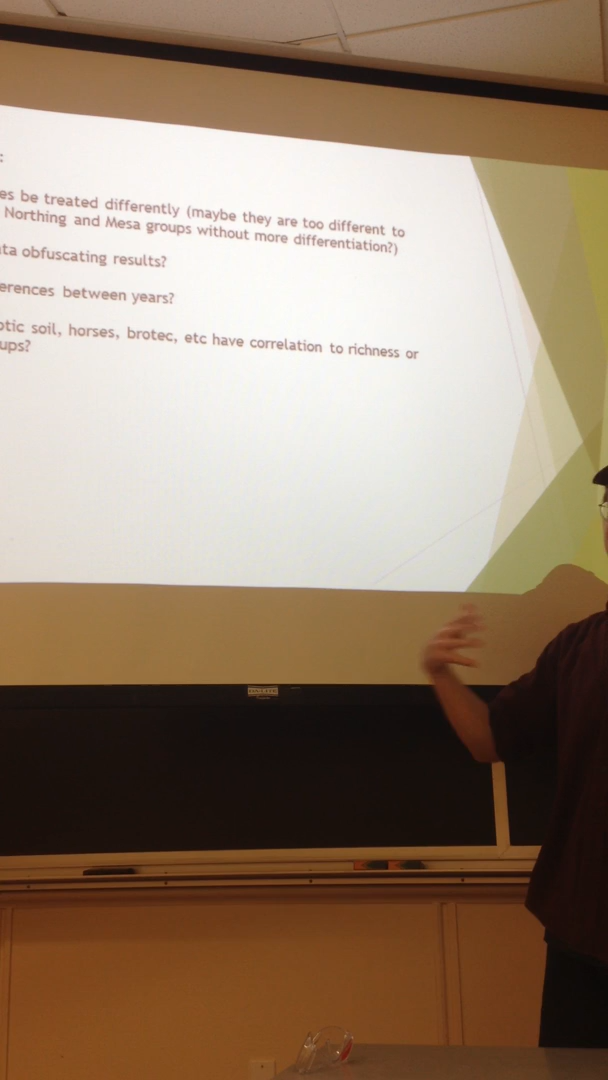 :
es be treated differently (maybe they are too different to
Northing and Mesa groups without more differentiation?)
ata obfuscating results?
erences between years?
otic soil, horses, brotec, etc have correlation to richness or
ups?